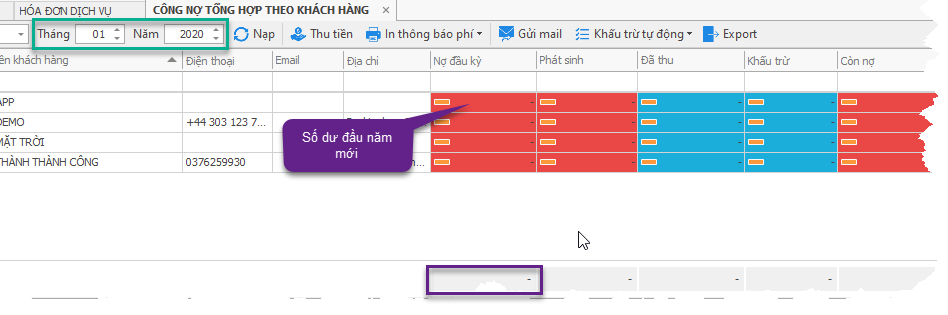 HÓA ĐƠN DỊCH VỤ CÔNG NỢ TỔNG HỢP THEO KHÁCH HÀNG
Tháng 01 Năm 2020 Nạp Thu tiền In thông báo phí Gửi mail Khấu trừ tự động Export
khách hàng Điện thoại Email Địa chỉ Nợ đầu kỳ Phát sinh Đã thu Khấu trừ Còn nợ
APP - - - -
DEMO +44 303 123 7... - - - -
MẶT TRỜI - - - -
THÀNH THÀNH CÔNG 0376259930 - - - -
Số dư đầu năm
mới
- - - -